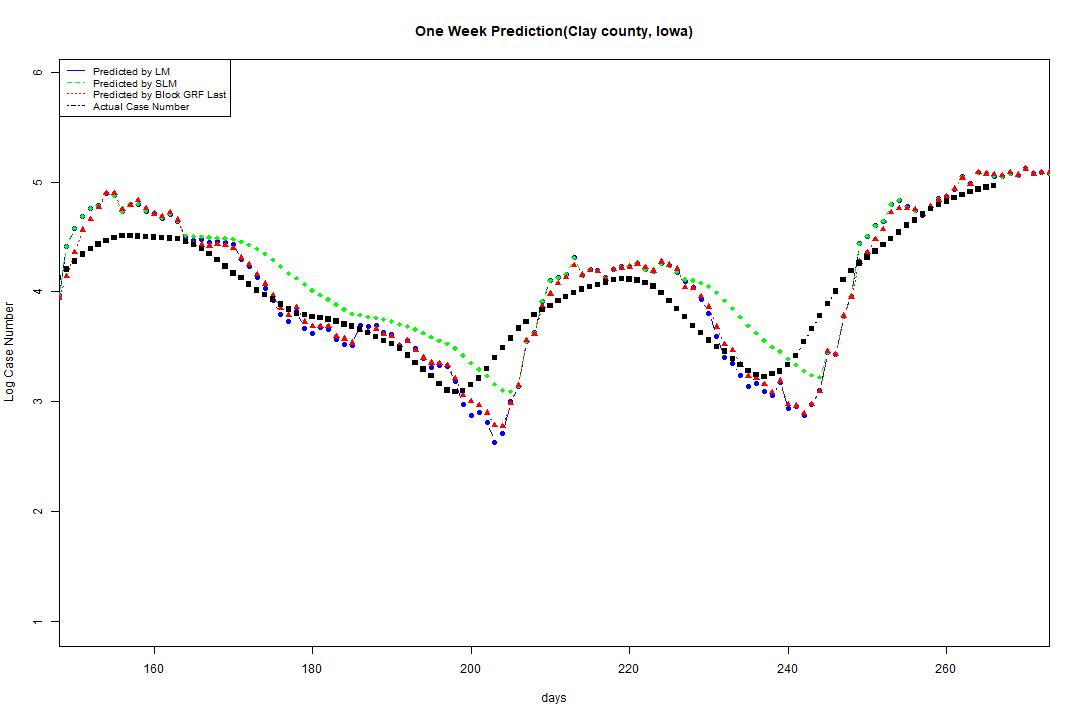 One Week Prediction(Clay county, Iowa)
Predicted by LM
Predicted by SLM
Predicted by Block GRF Last
Actual Case Number
6
5
4
3
2
1
Log Case Number
160 180 200 220 240 260
days